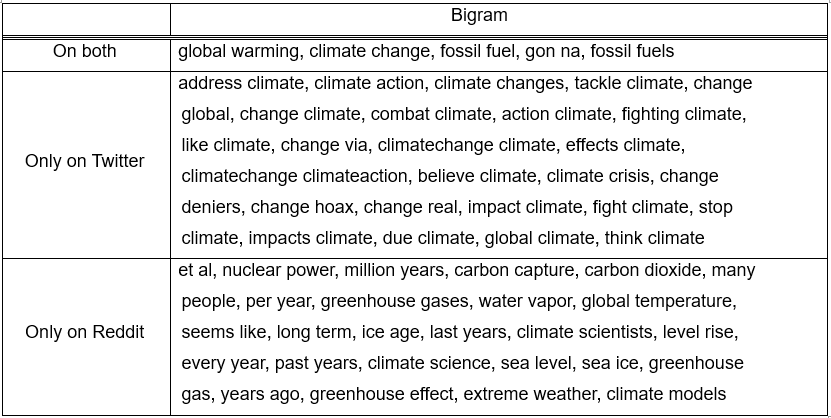 Bigram
On both
global warming, climate change, fossil fuel, gon na, fossil fuels
Only on Twitter
address climate, climate action, climate changes, tackle climate, change
global, change climate, combat climate, action climate, fighting climate,
like climate, change via, climatechange climate, effects climate,
climatechange climateaction, believe climate, climate crisis, change
deniers, change hoax, change real, impact climate, fight climate, stop
climate, impacts climate, due climate, global climate, think climate
Only on Reddit
et al, nuclear power, million years, carbon capture, carbon dioxide, many
people, per year, greenhouse gases, water vapor, global temperature,
seems like, long term, ice age, last years, climate scientists, level rise,
every year, past years, climate science, sea level, sea ice, greenhouse
gas, years ago, greenhouse effect, extreme weather, climate models